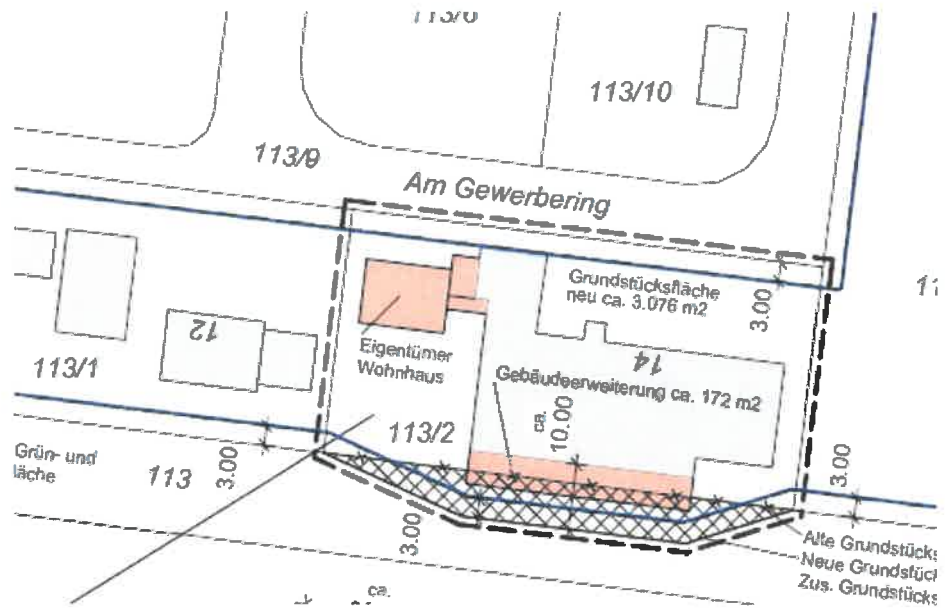 113/6
113/10
113/9
Am Gewerbering
Grundstücksfläche
neu ca. 3.076 m2
3.00
12
14
Eigentümer
Wohnhaus
113/1
Gebäudeerweiterung ca. 172 m2
ca.
10.00
113/2
Grün- und
läche
113
3.00
3.00
3.00
Alte Grundstücks
Neue Grundstück
Zus. Grundstücks
ca.